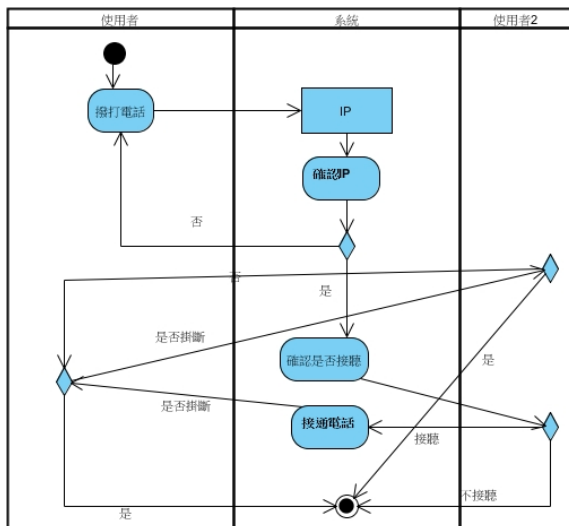 使用者
系統
使用者2
撥打電話
IP
確認IP
否
否
是
是否掛斷
確認是否接聽
是
是否掛斷
接通電話
接聽
不接聽
是